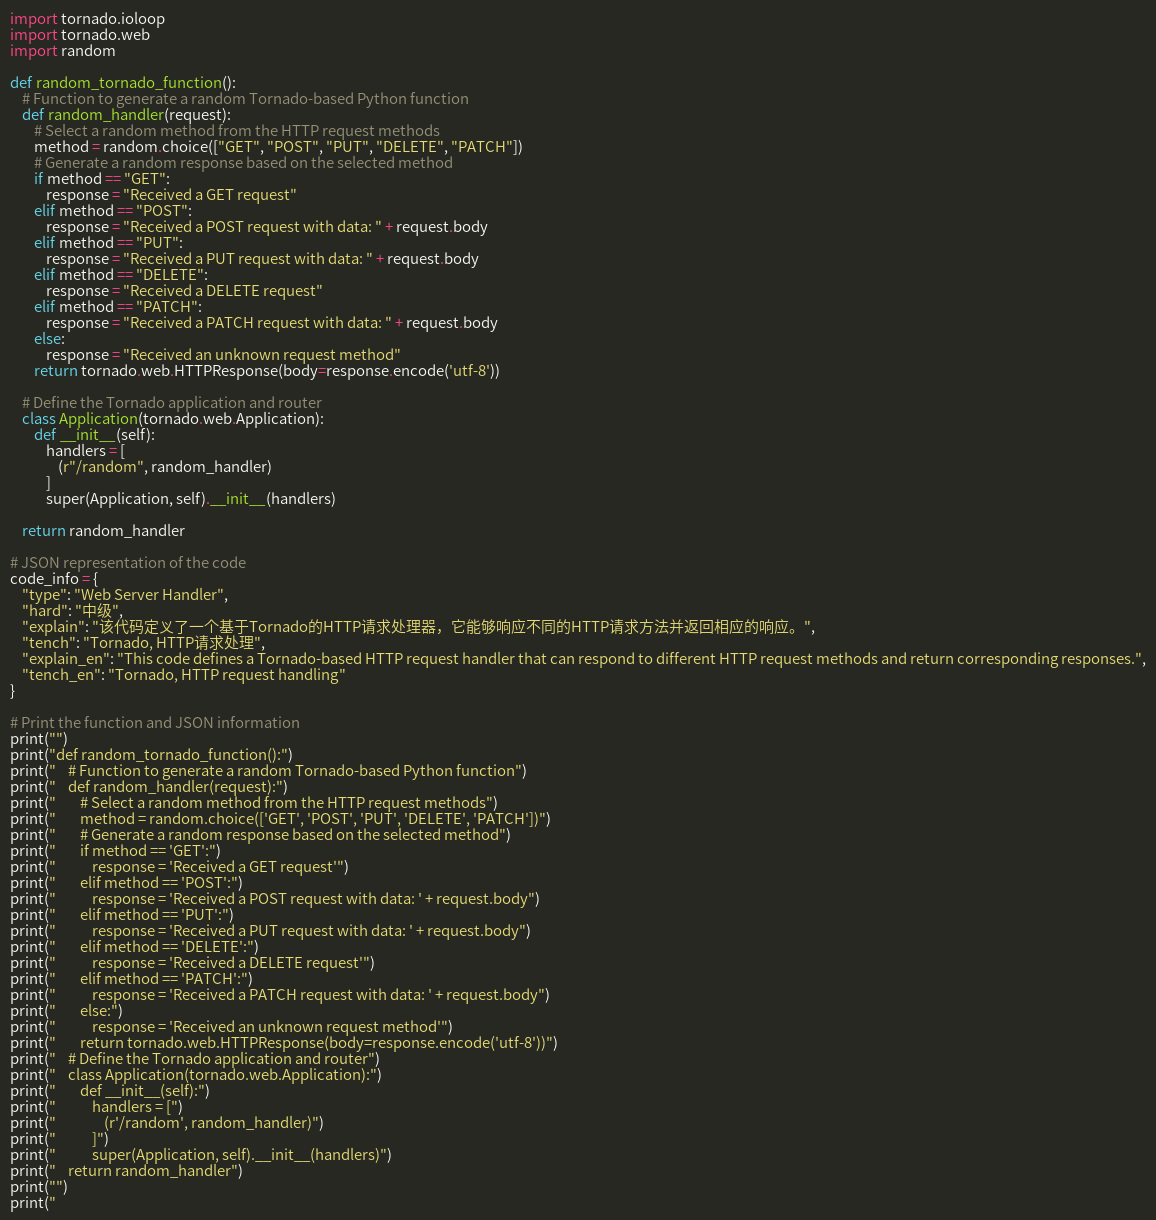 import tornado.ioloop
import tornado.web
import random

def random_tornado_function():
    # Function to generate a random Tornado-based Python function
    def random_handler(request):
        # Select a random method from the HTTP request methods
        method = random.choice(["GET", "POST", "PUT", "DELETE", "PATCH"])
        # Generate a random response based on the selected method
        if method == "GET":
            response = "Received a GET request"
        elif method == "POST":
            response = "Received a POST request with data: " + request.body
        elif method == "PUT":
            response = "Received a PUT request with data: " + request.body
        elif method == "DELETE":
            response = "Received a DELETE request"
        elif method == "PATCH":
            response = "Received a PATCH request with data: " + request.body
        else:
            response = "Received an unknown request method"
        return tornado.web.HTTPResponse(body=response.encode('utf-8'))

    # Define the Tornado application and router
    class Application(tornado.web.Application):
        def __init__(self):
            handlers = [
                (r"/random", random_handler)
            ]
            super(Application, self).__init__(handlers)

    return random_handler

# JSON representation of the code
code_info = {
    "type": "Web Server Handler",
    "hard": "中级",
    "explain": "该代码定义了一个基于Tornado的HTTP请求处理器，它能够响应不同的HTTP请求方法并返回相应的响应。",
    "tench": "Tornado, HTTP请求处理",
    "explain_en": "This code defines a Tornado-based HTTP request handler that can respond to different HTTP request methods and return corresponding responses.",
    "tench_en": "Tornado, HTTP request handling"
}

# Print the function and JSON information
print("")
print("def random_tornado_function():")
print("    # Function to generate a random Tornado-based Python function")
print("    def random_handler(request):")
print("        # Select a random method from the HTTP request methods")
print("        method = random.choice(['GET', 'POST', 'PUT', 'DELETE', 'PATCH'])")
print("        # Generate a random response based on the selected method")
print("        if method == 'GET':")
print("            response = 'Received a GET request'")
print("        elif method == 'POST':")
print("            response = 'Received a POST request with data: ' + request.body")
print("        elif method == 'PUT':")
print("            response = 'Received a PUT request with data: ' + request.body")
print("        elif method == 'DELETE':")
print("            response = 'Received a DELETE request'")
print("        elif method == 'PATCH':")
print("            response = 'Received a PATCH request with data: ' + request.body")
print("        else:")
print("            response = 'Received an unknown request method'")
print("        return tornado.web.HTTPResponse(body=response.encode('utf-8'))")
print("    # Define the Tornado application and router")
print("    class Application(tornado.web.Application):")
print("        def __init__(self):")
print("            handlers = [")
print("                (r'/random', random_handler)")
print("            ]")
print("            super(Application, self).__init__(handlers)")
print("    return random_handler")
print("")
print("